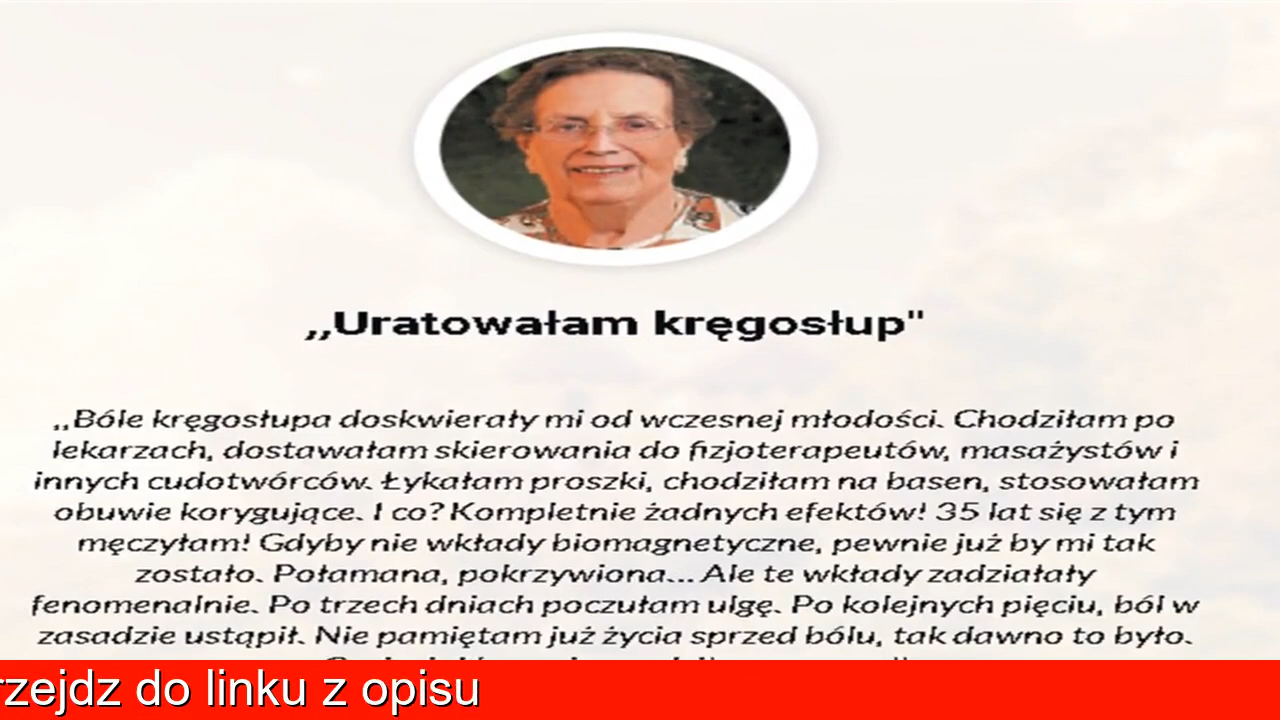 ,,Uratowałam kręgosłup"
,,Bóle kręgosłupa doskwierały mi od wczesnej młodości. Chodziłam po
lekarzach, dostawałam skierowania do fizjoterapeutów, masażystów i
innych cudotwórców. Łykałam proszki, chodziłam na basen, stosowałam
obuwie korygujące. I co? Kompletnie żadnych efektów! 35 lat się z tym
męczyłam! Gdyby nie wkłady biomagnetyczne, pewnie już by mi tak
zostało. Połamana, pokrzywiona... Ale te wkłady zadziałały
fenomenalnie. Po trzech dniach poczułam ulgę. Po kolejnych pięciu, ból w
zasadzie ustąpił. Nie pamiętam już życia sprzed bólu, tak dawno to było.
rzejdz do linku z opisu